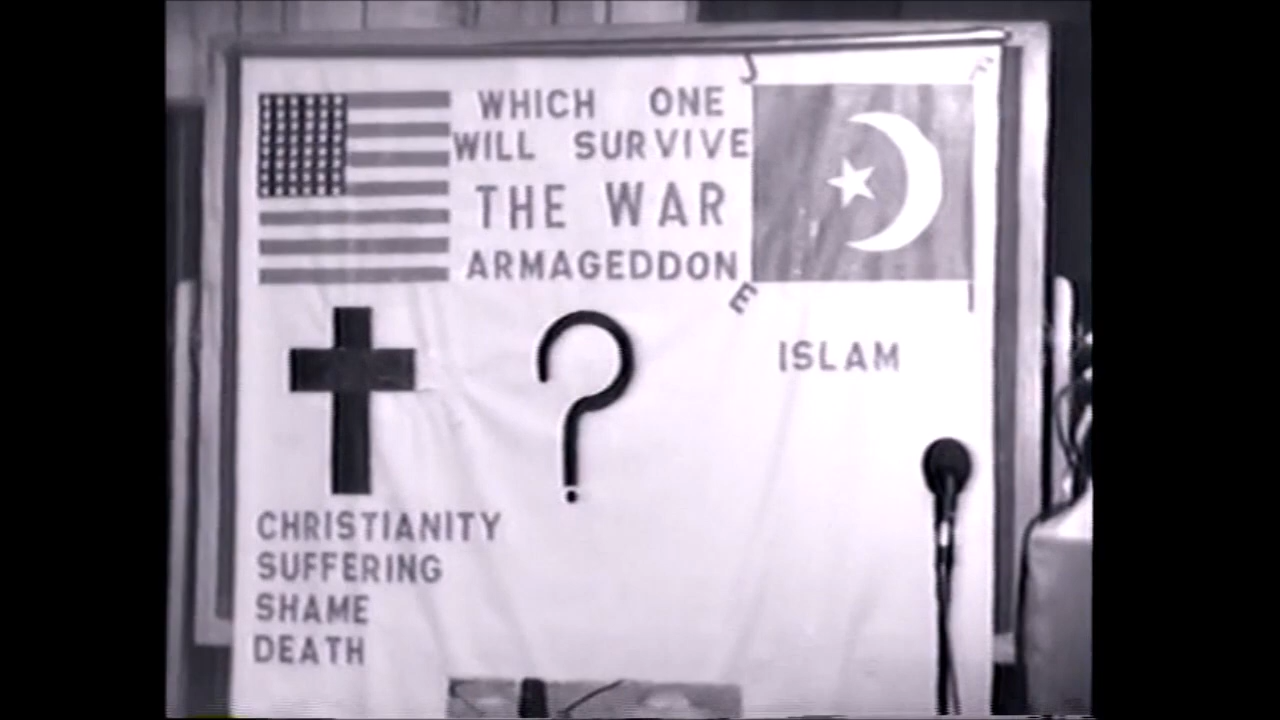 WHICH ONE
WILL SURVIVE
THE WAR
ARMAGEDDON
J
F
E
I
ISLAM
CHRISTIANITY
SUFFERING
SHAME
DEATH